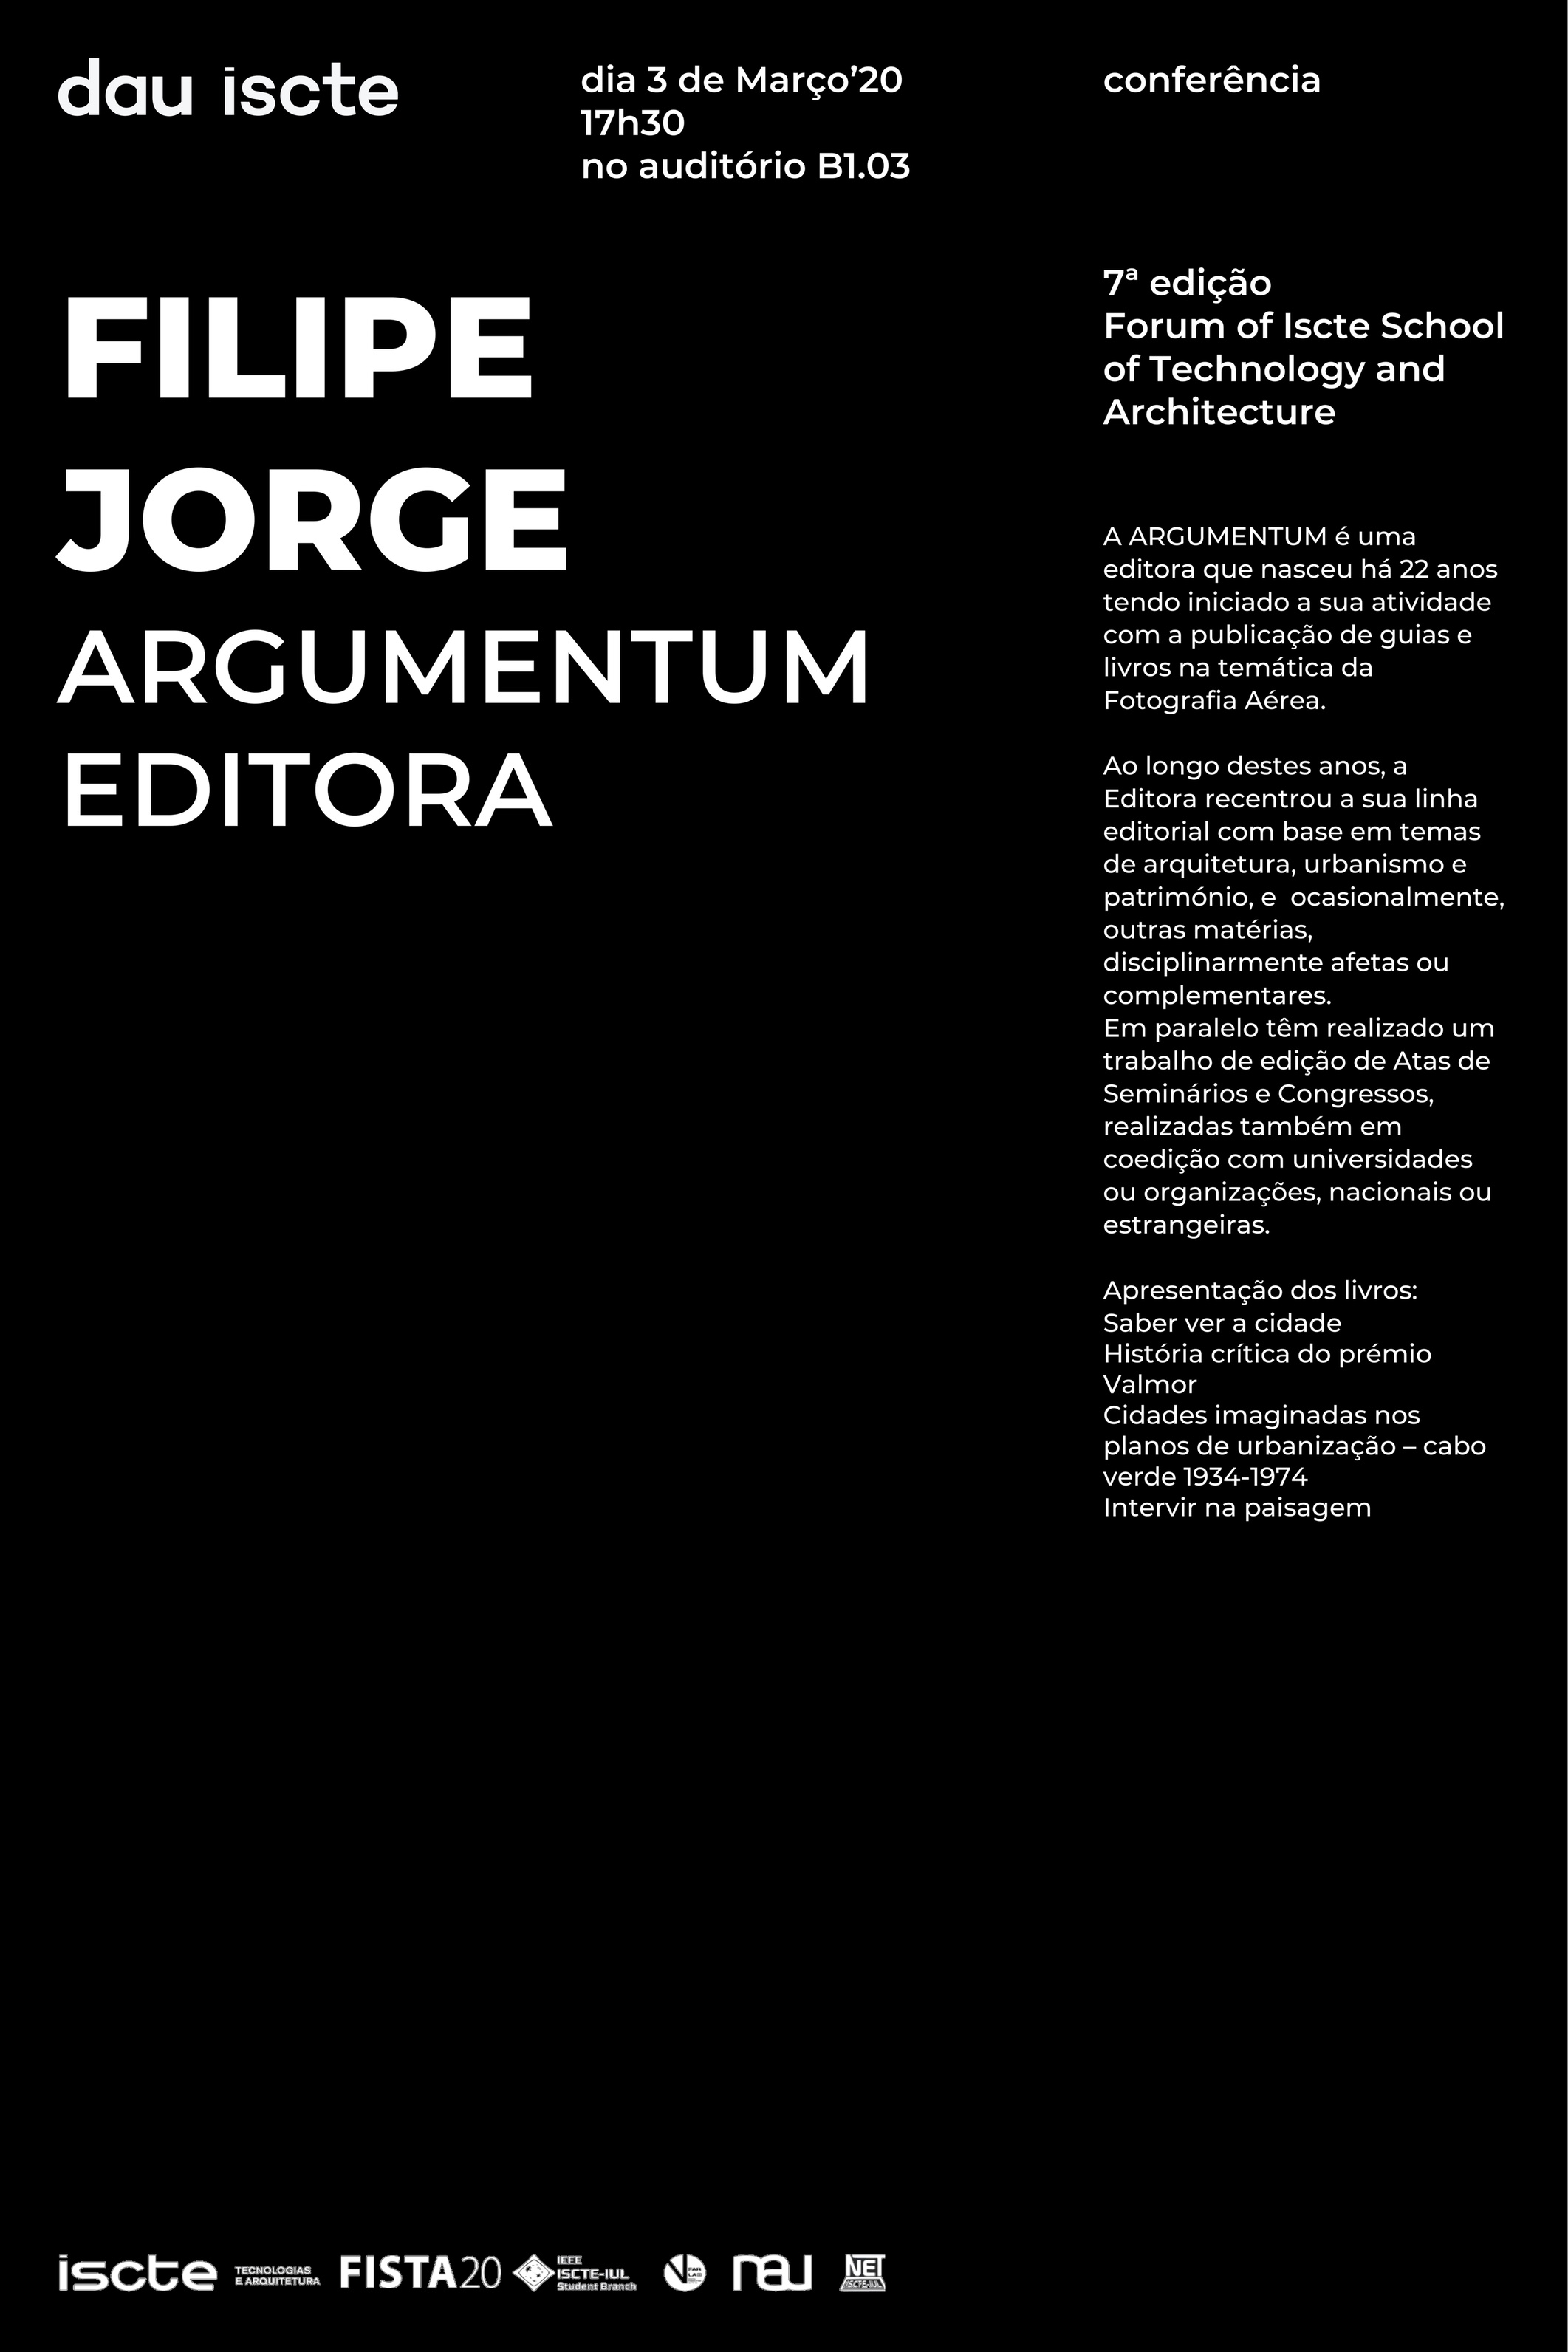 dau iscte
dia 3 de Março’20
17h30
no auditório B1.03
conferência
FILIPE
JORGE
ARGUMENTUM
EDITORA
7ª edição
Forum of Iscte School
of Technology and
Architecture
A ARGUMENTUM é uma
editora que nasceu há 22 anos
tendo iniciado a sua atividade
com a publicação de guias e
livros na temática da
Fotografia Aérea.
Ao longo destes anos, a
Editora recentrou a sua linha
editorial com base em temas
de arquitetura, urbanismo e
património, e  ocasionalmente,
outras matérias,
disciplinarmente afetas ou
complementares.
Em paralelo têm realizado um
trabalho de edição de Atas de
Seminários e Congressos,
realizadas também em
coedição com universidades
ou organizações, nacionais ou
estrangeiras.
Apresentação dos livros:
Saber ver a cidade
História crítica do prémio
Valmor
Cidades imaginadas nos
planos de urbanização – cabo
verde 1934-1974
Intervir na paisagem
iscte
TECNOLOGIAS
E ARQUITETURA
FISTA20
IEEE
ISCTE-IUL
Student Branch
NET
ISCTE-IUL